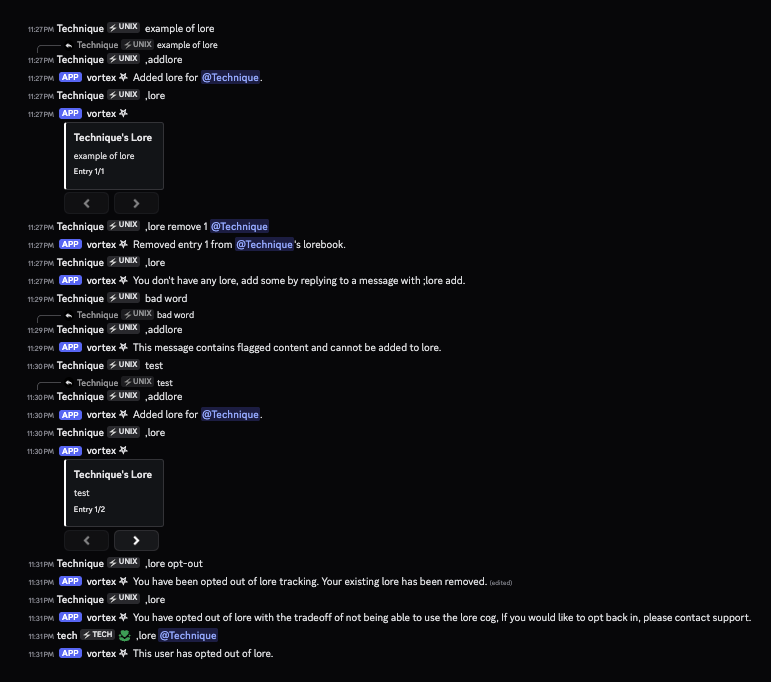 11:27 PM Technique UNIX example of lore
Technique UNIX example of lore
11:27 PM Technique UNIX ,addlore
11:27 PM APP vortex Added lore for @Technique.
11:27 PM Technique UNIX ,lore
11:27 PM APP vortex
Technique's Lore
example of lore
Entry 1/1
11:27 PM Technique UNIX ,lore remove 1 @Technique
11:27 PM APP vortex Removed entry 1 from @Technique's lorebook.
11:27 PM Technique UNIX ,lore
11:27 PM APP vortex You don't have any lore, add some by replying to a message with ;lore add.
11:29 PM Technique UNIX bad word
Technique UNIX bad word
11:29 PM Technique UNIX ,addlore
11:29 PM APP vortex This message contains flagged content and cannot be added to lore.
11:30 PM Technique UNIX test
Technique UNIX test
11:30 PM Technique UNIX ,addlore
11:30 PM APP vortex Added lore for @Technique.
11:30 PM Technique UNIX ,lore
11:30 PM APP vortex
Technique's Lore
test
Entry 1/2
11:31 PM Technique UNIX ,lore opt-out
11:31 PM APP vortex You have been opted out of lore tracking. Your existing lore has been removed. (edited)
11:31 PM Technique UNIX ,lore
11:31 PM APP vortex You have opted out of lore with the tradeoff of not being able to use the lore cog, If you would like to opt back in, please contact support.
11:31 PM tech TECH ,lore @Technique
11:31 PM APP vortex This user has opted out of lore.